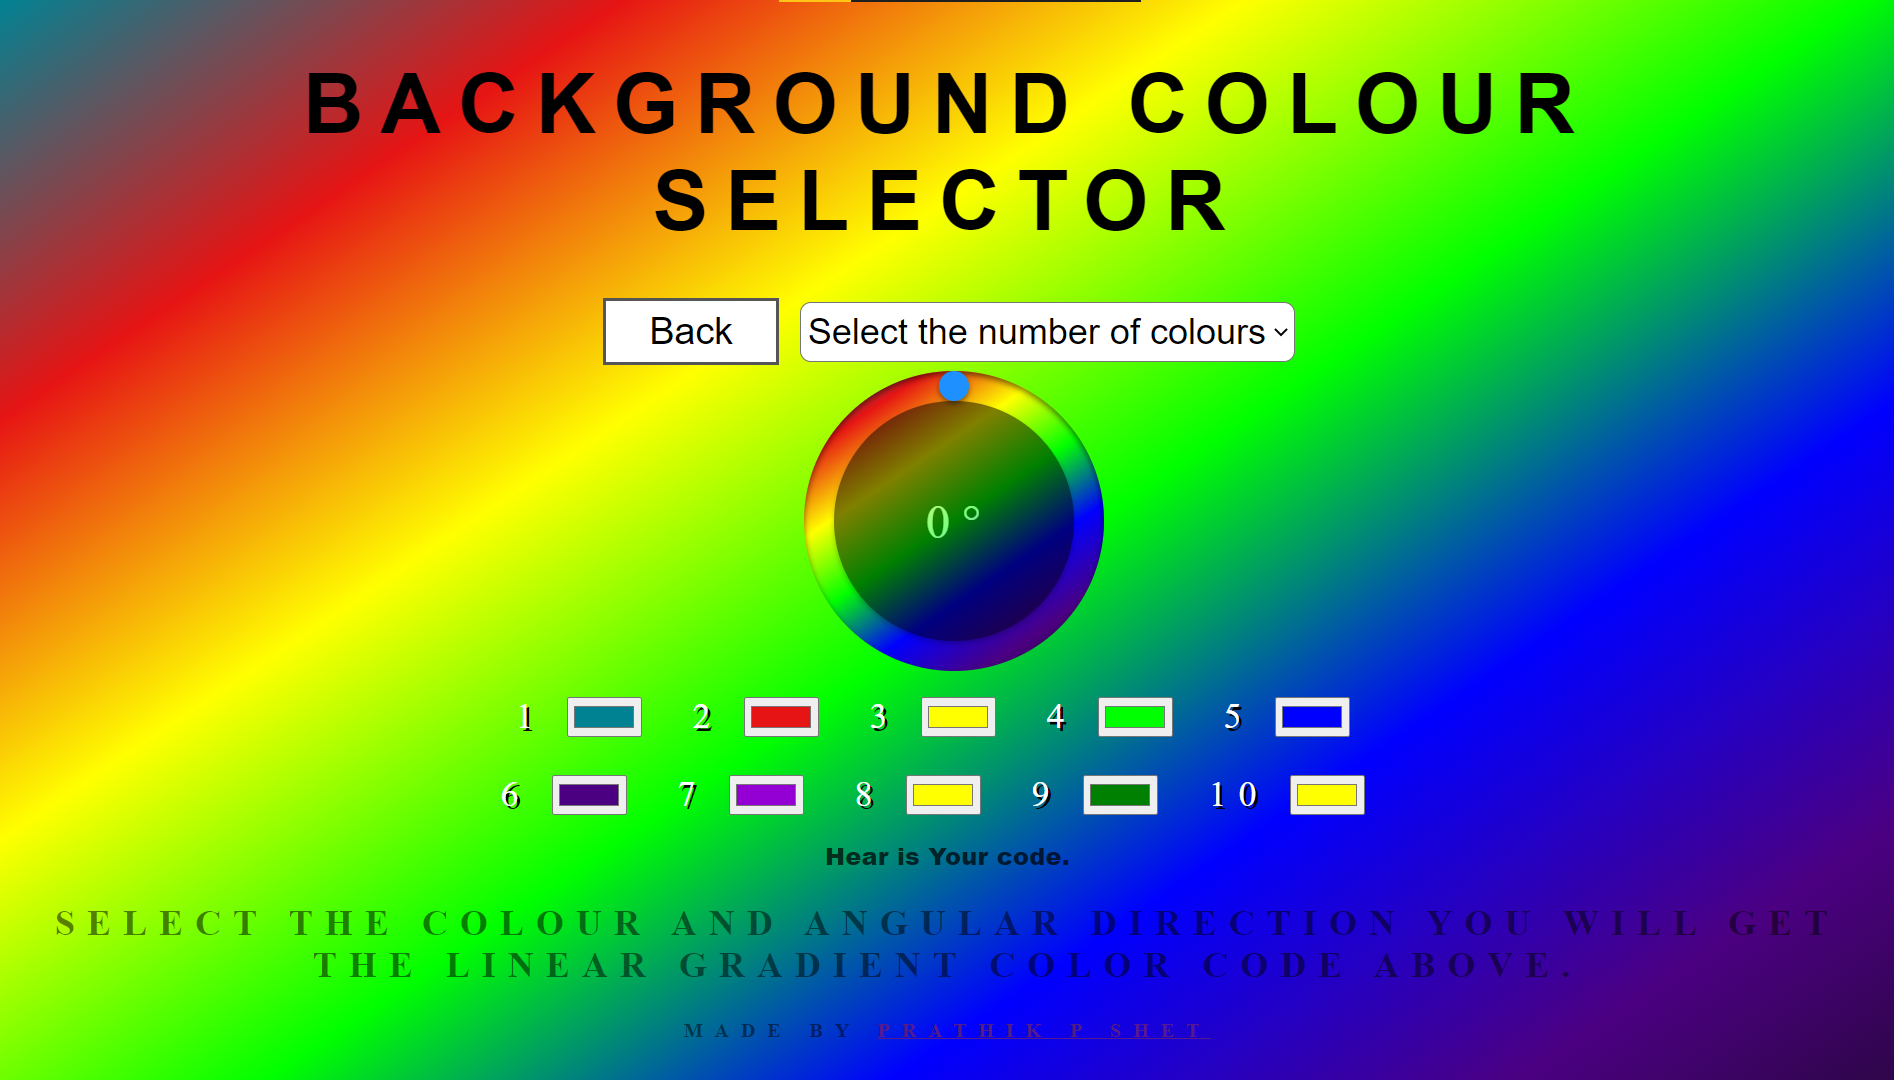 BACKGROUND COLOUR
SELECTOR
Back Select the number of colours
0 °
1 2 3 4 5
6 7 8 9 10
Hear is Your code.
SELECT THE COLOUR AND ANGULAR DIRECTION YOU WILL GET
THE LINEAR GRADIENT COLOR CODE ABOVE.
MADE BY PRATHIK P SHET